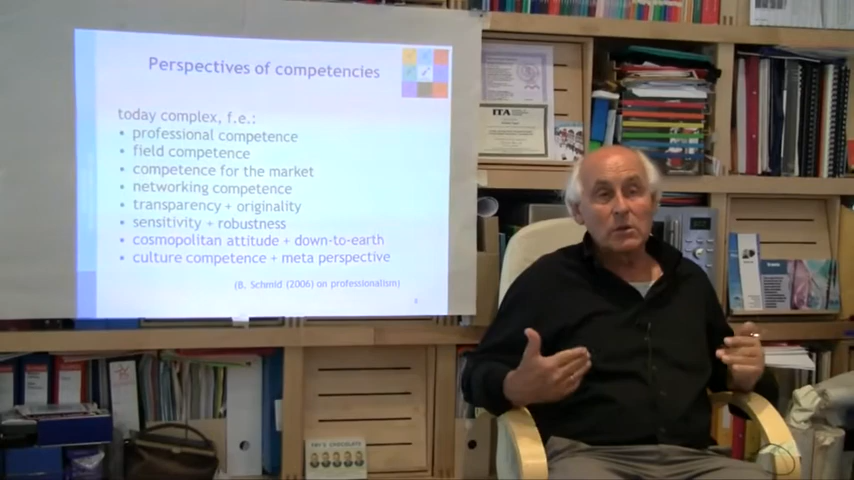 Perspectives of competencies
today complex, f.e.:
• professional competence
• field competence
• competence for the market
• networking competence
• transparency + originality
• sensitivity + robustness
• cosmopolitan attitude + down-to-earth
• culture competence + meta perspective
(B. Schmid (2006) on professionalism)
ITA